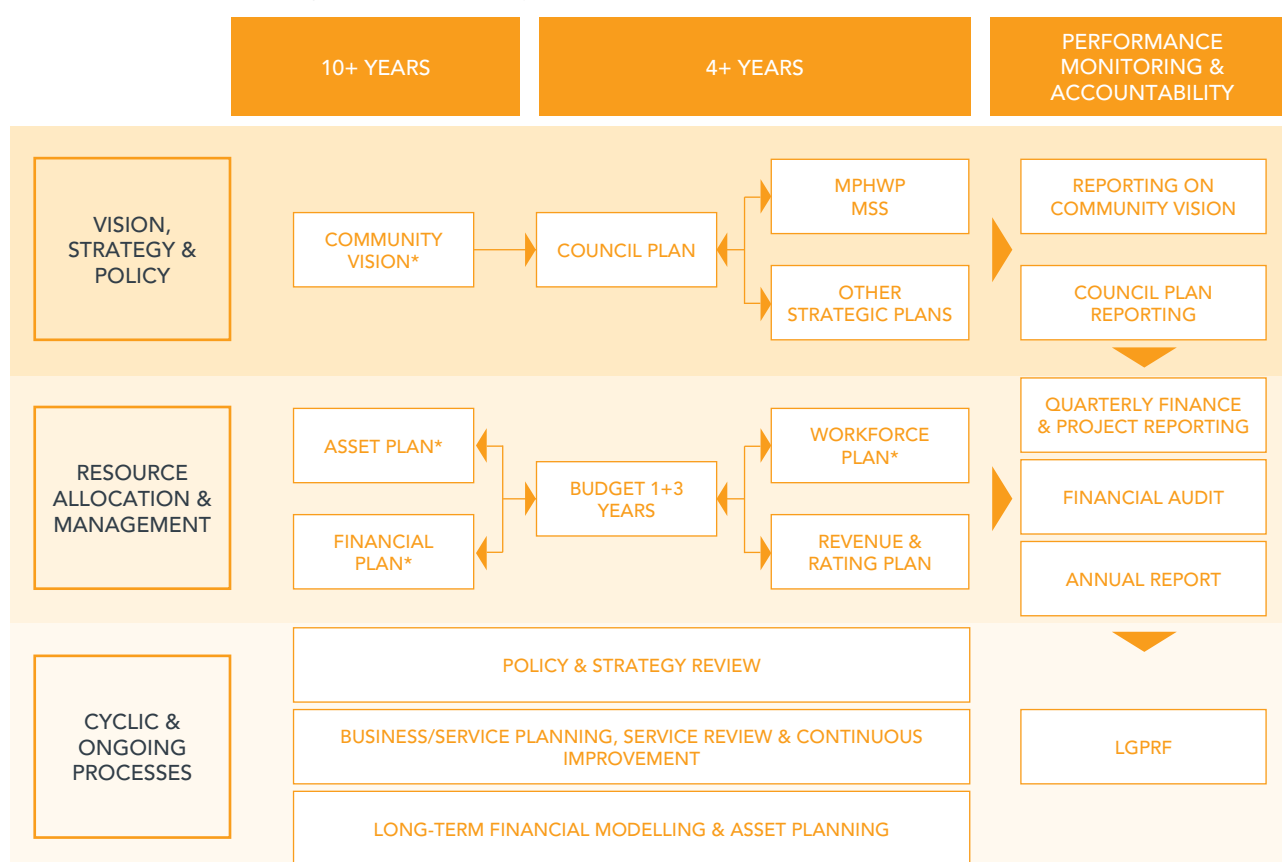 10+ YEARS
4+ YEARS
PERFORMANCE
MONITORING &
ACCOUNTABILITY
VISION,
STRATEGY &
POLICY
COMMUNITY
VISION*
COUNCIL PLAN
MPHWP
MSS
OTHER
STRATEGIC PLANS
REPORTING ON
COMMUNITY VISION
COUNCIL PLAN
REPORTING
RESOURCE
ALLOCATION &
MANAGEMENT
ASSET PLAN*
FINANCIAL
PLAN*
BUDGET 1+3
YEARS
WORKFORCE
PLAN*
REVENUE &
RATING PLAN
QUARTERLY FINANCE
& PROJECT REPORTING
FINANCIAL AUDIT
ANNUAL REPORT
CYCLIC &
ONGOING
PROCESSES
POLICY & STRATEGY REVIEW
BUSINESS/SERVICE PLANNING, SERVICE REVIEW & CONTINUOUS
IMPROVEMENT
LONG-TERM FINANCIAL MODELLING & ASSET PLANNING
LGPRF